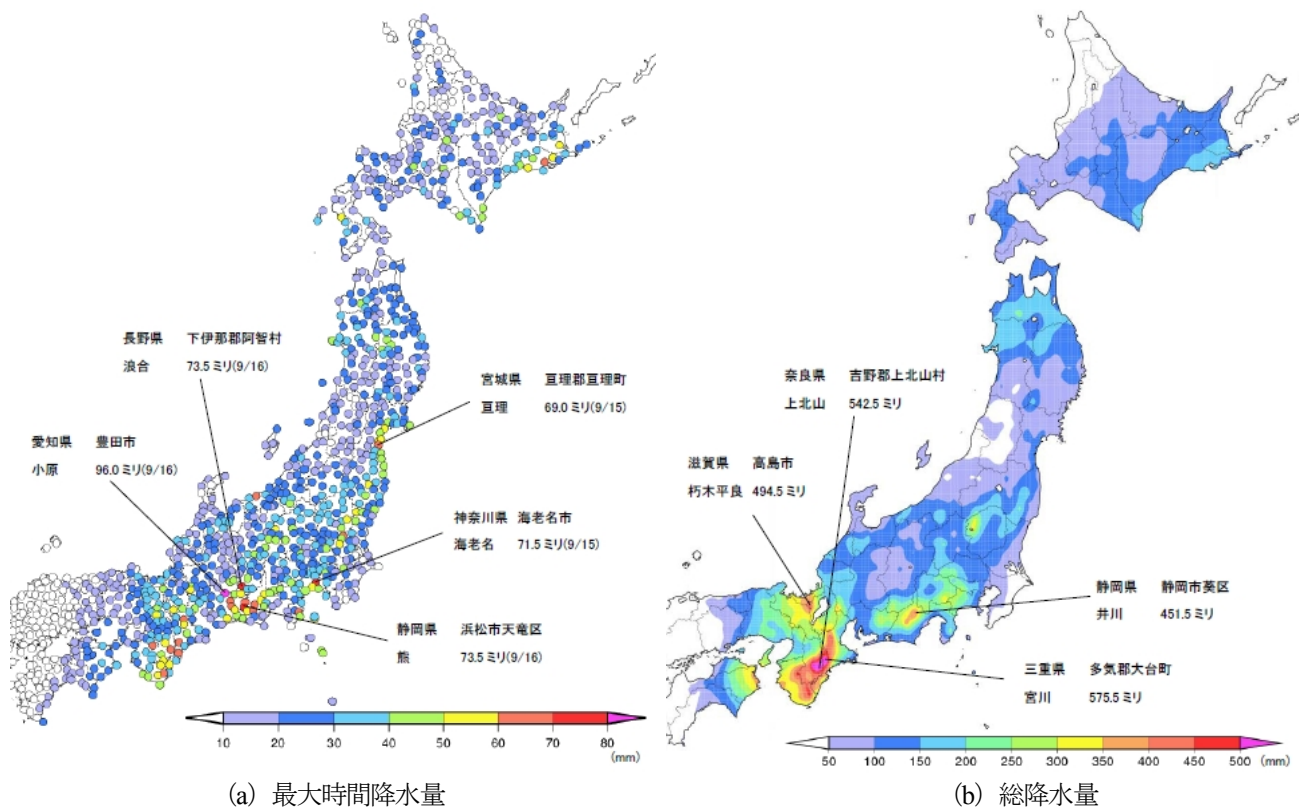 長野県 下伊那郡阿智村
浪合 73.5ミリ(9/16)
宮城県 亘理郡亘理町
亘理 69.0ミリ(9/15)
愛知県 豊田市
小原 96.0ミリ(9/16)
神奈川県 海老名市
海老名 71.5ミリ(9/15)
静岡県 浜松市天竜区
熊 73.5ミリ(9/16)
10 20 30 40 50 60 70 80
(mm)
(a) 最大時間降水量
奈良県 吉野郡上北山村
上北山 542.5ミリ
滋賀県 高島市
朽木平良 494.5ミリ
静岡県 静岡市葵区
井川 451.5ミリ
三重県 多気郡大台町
宮川 575.5ミリ
50 100 150 200 250 300 350 400 450 500 (mm)
(b) 総降水量